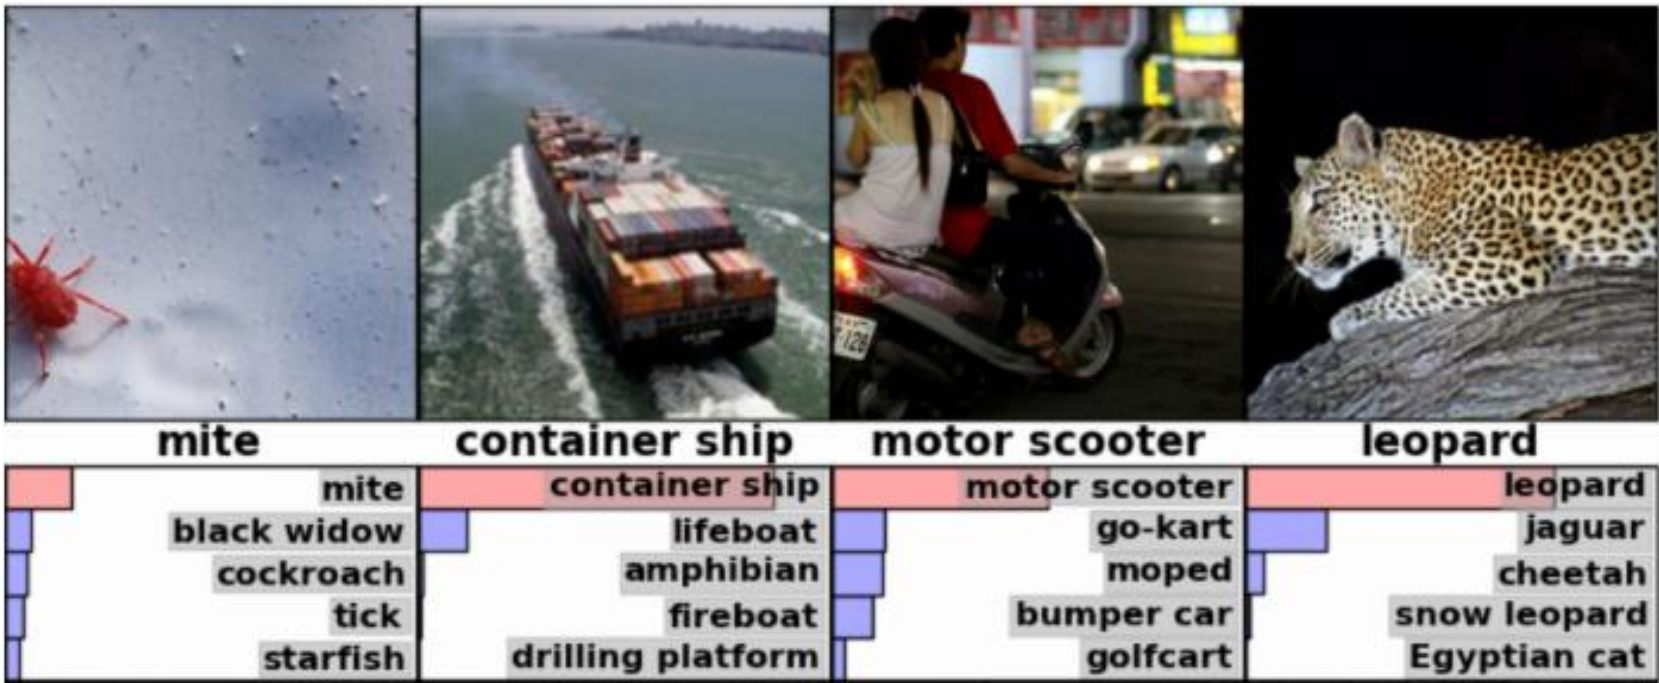 mite
container ship
motor scooter
leopard
mite
black widow
cockroach
tick
starfish
container ship
lifeboat
amphibian
fireboat
drilling platform
motor scooter
go-kart
moped
bumper car
golfcart
leopard
jaguar
cheetah
snow leopard
Egyptian cat